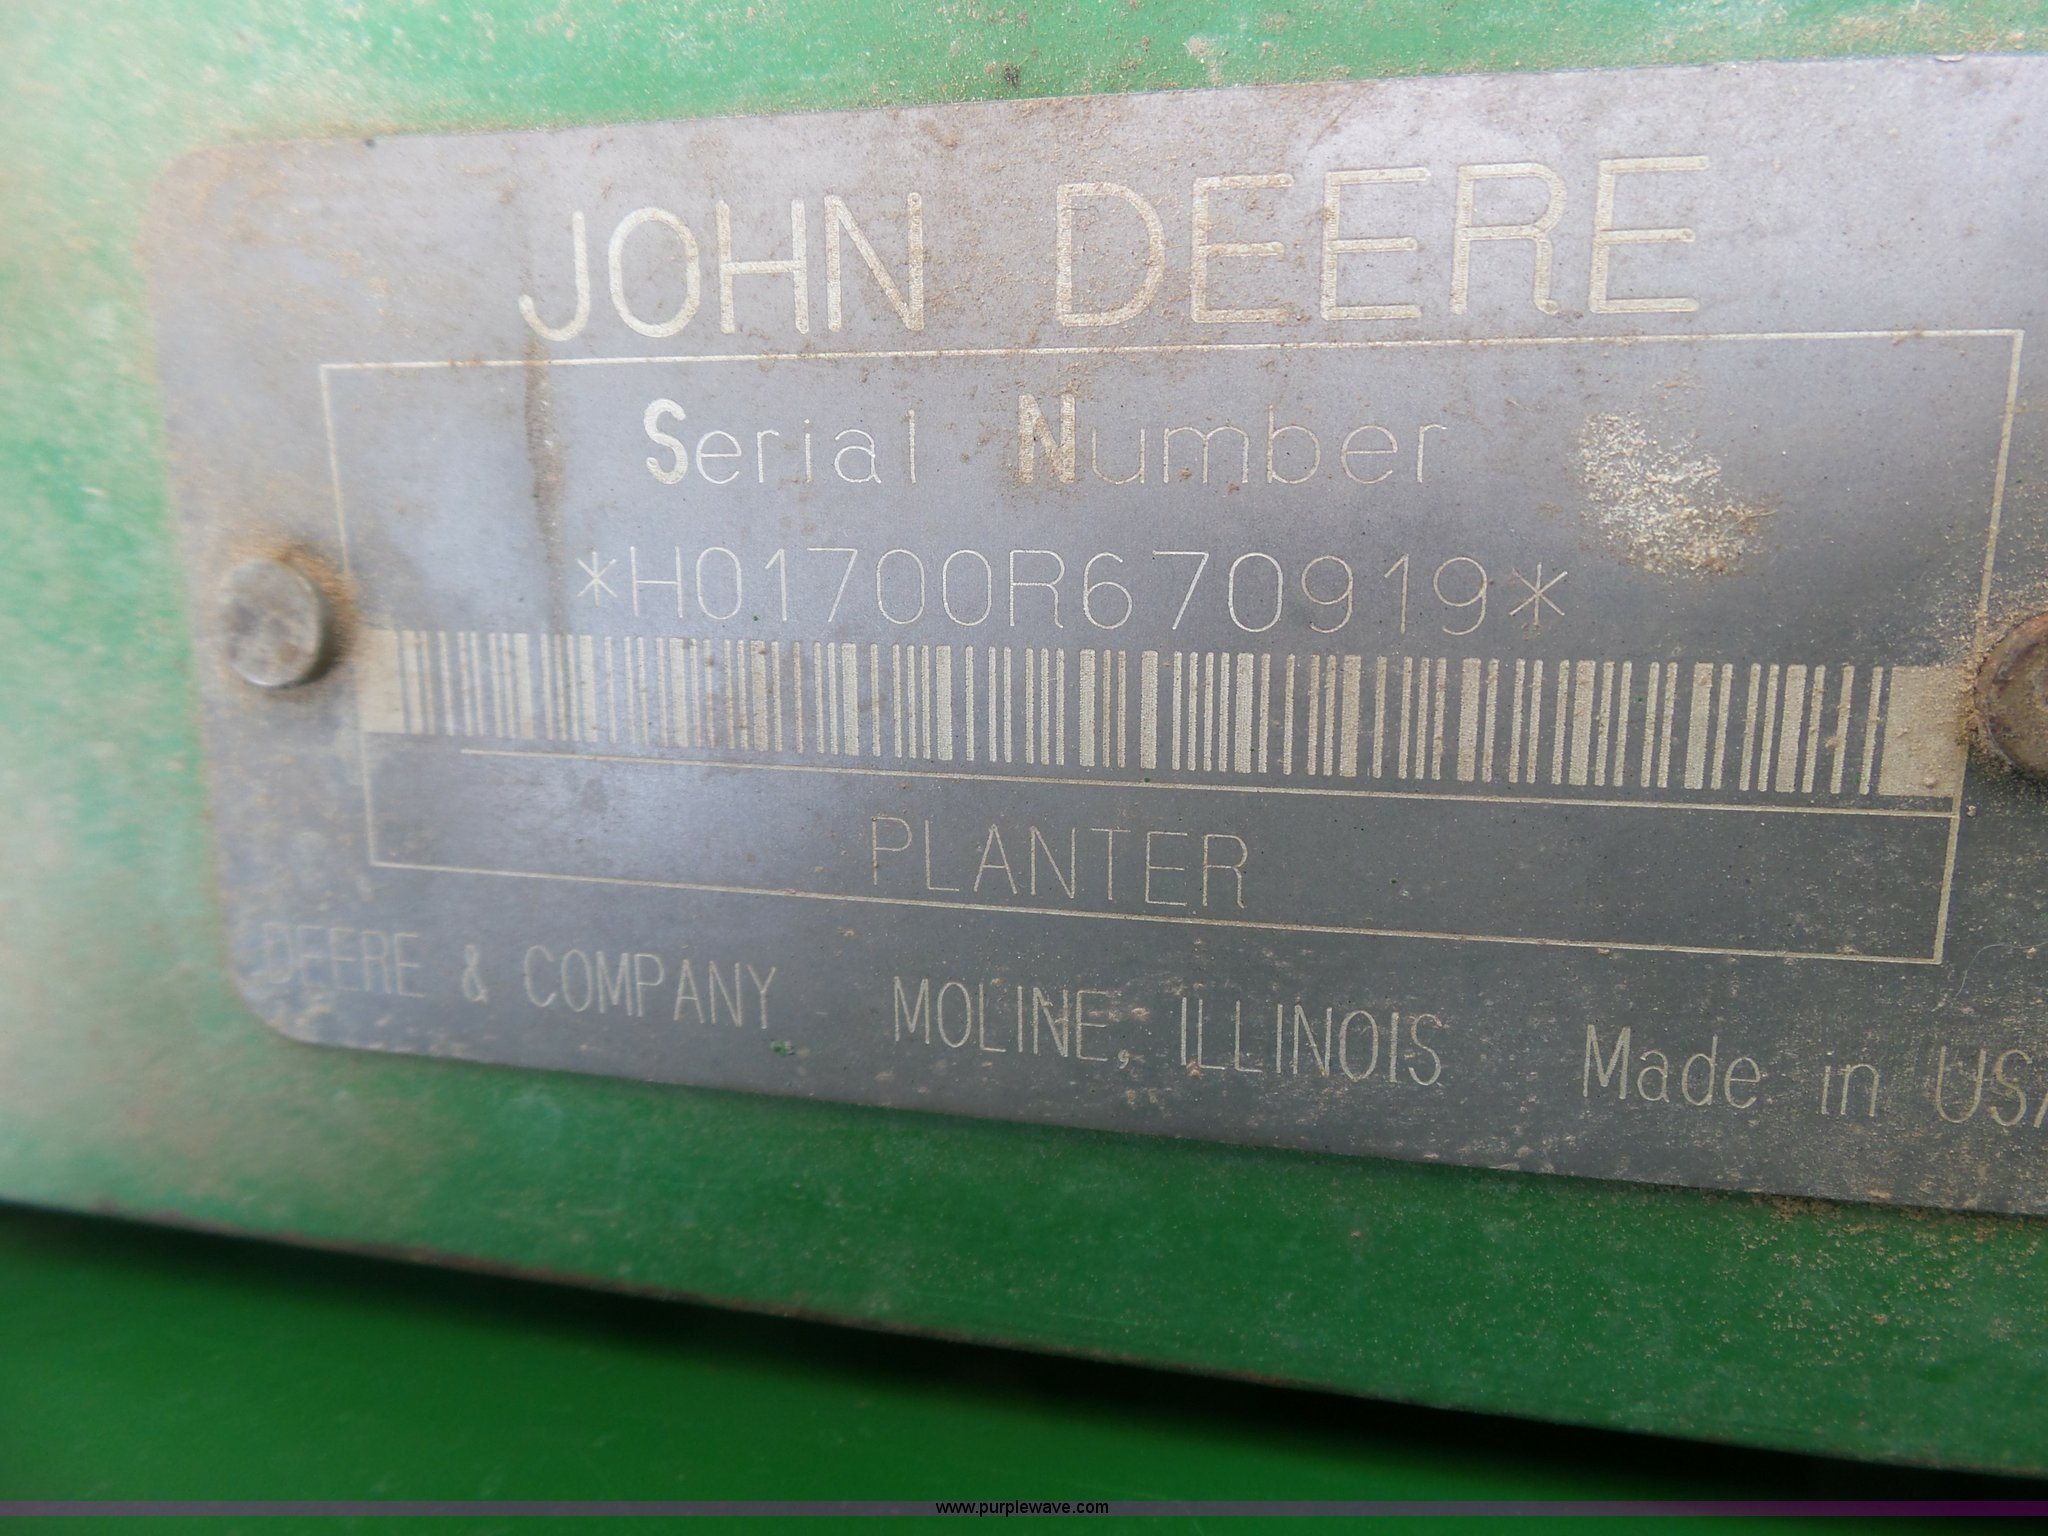 JOHN DEERE
Serial Number
*H01700R670919*
PLANTER
DEERE & COMPANY MOLINE, ILLINOIS Made in USA
www.purplewave.com